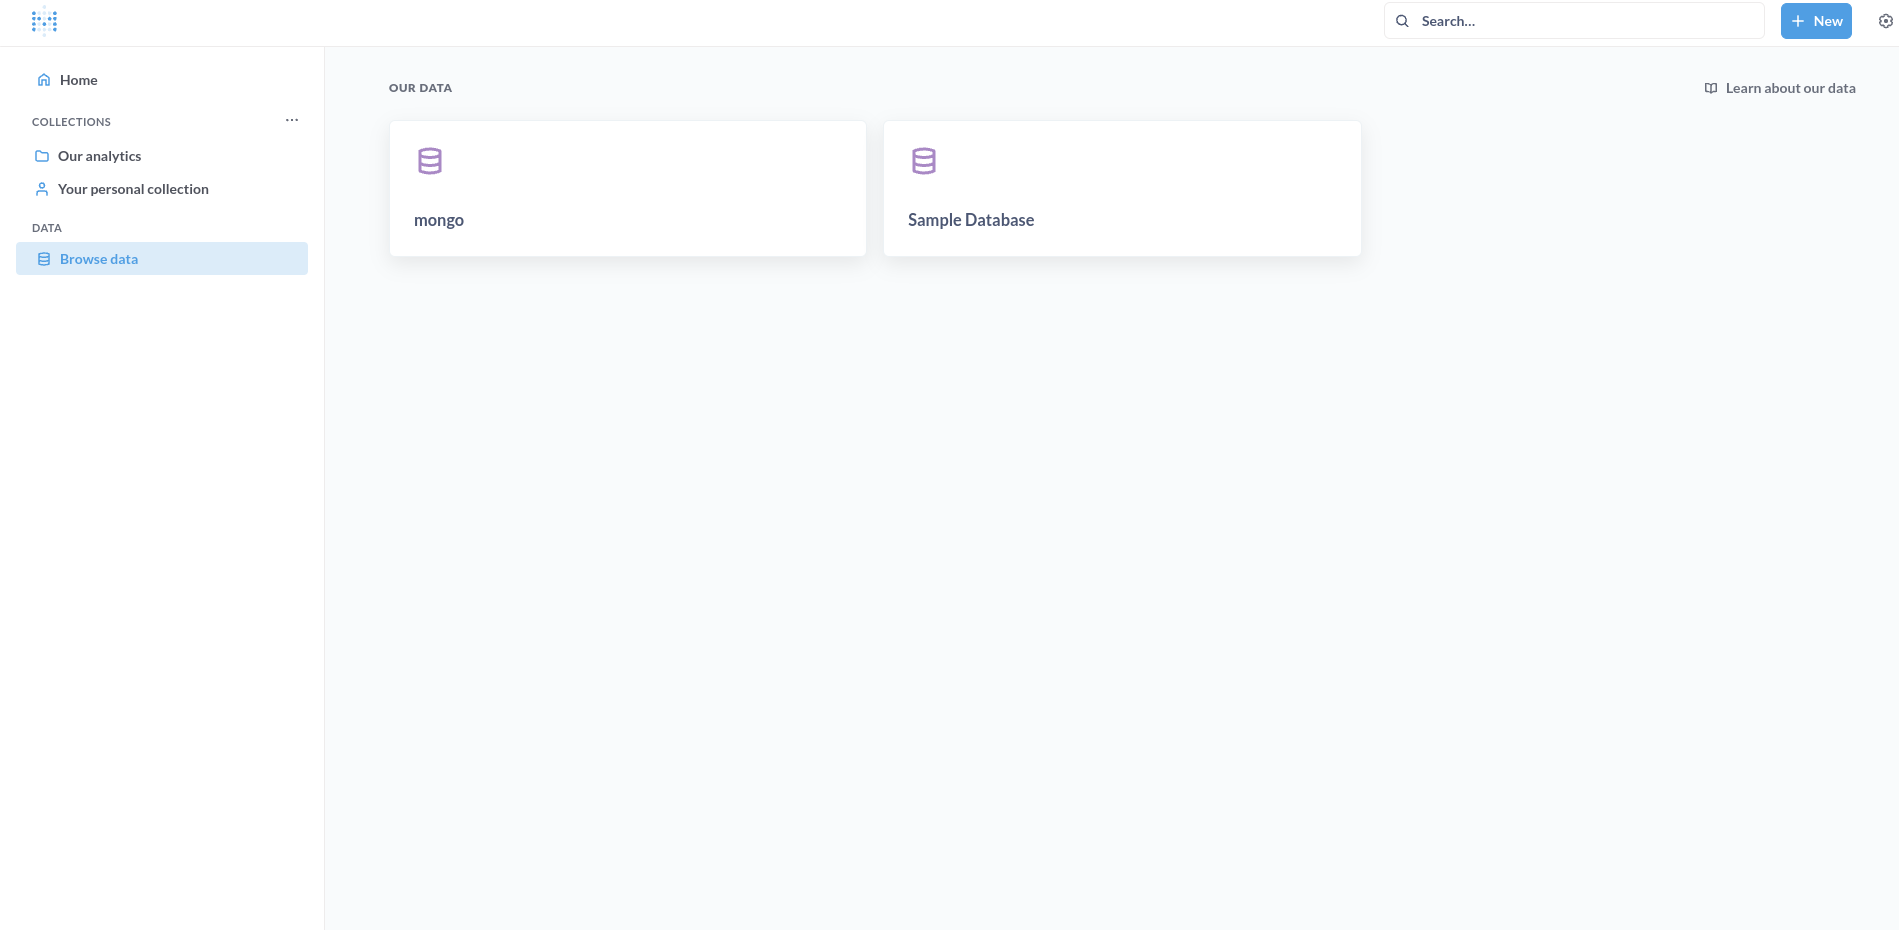 Search...
New
Home
COLLECTIONS
...
Our analytics
Your personal collection
DATA
Browse data
OUR DATA
Learn about our data
mongo
Sample Database